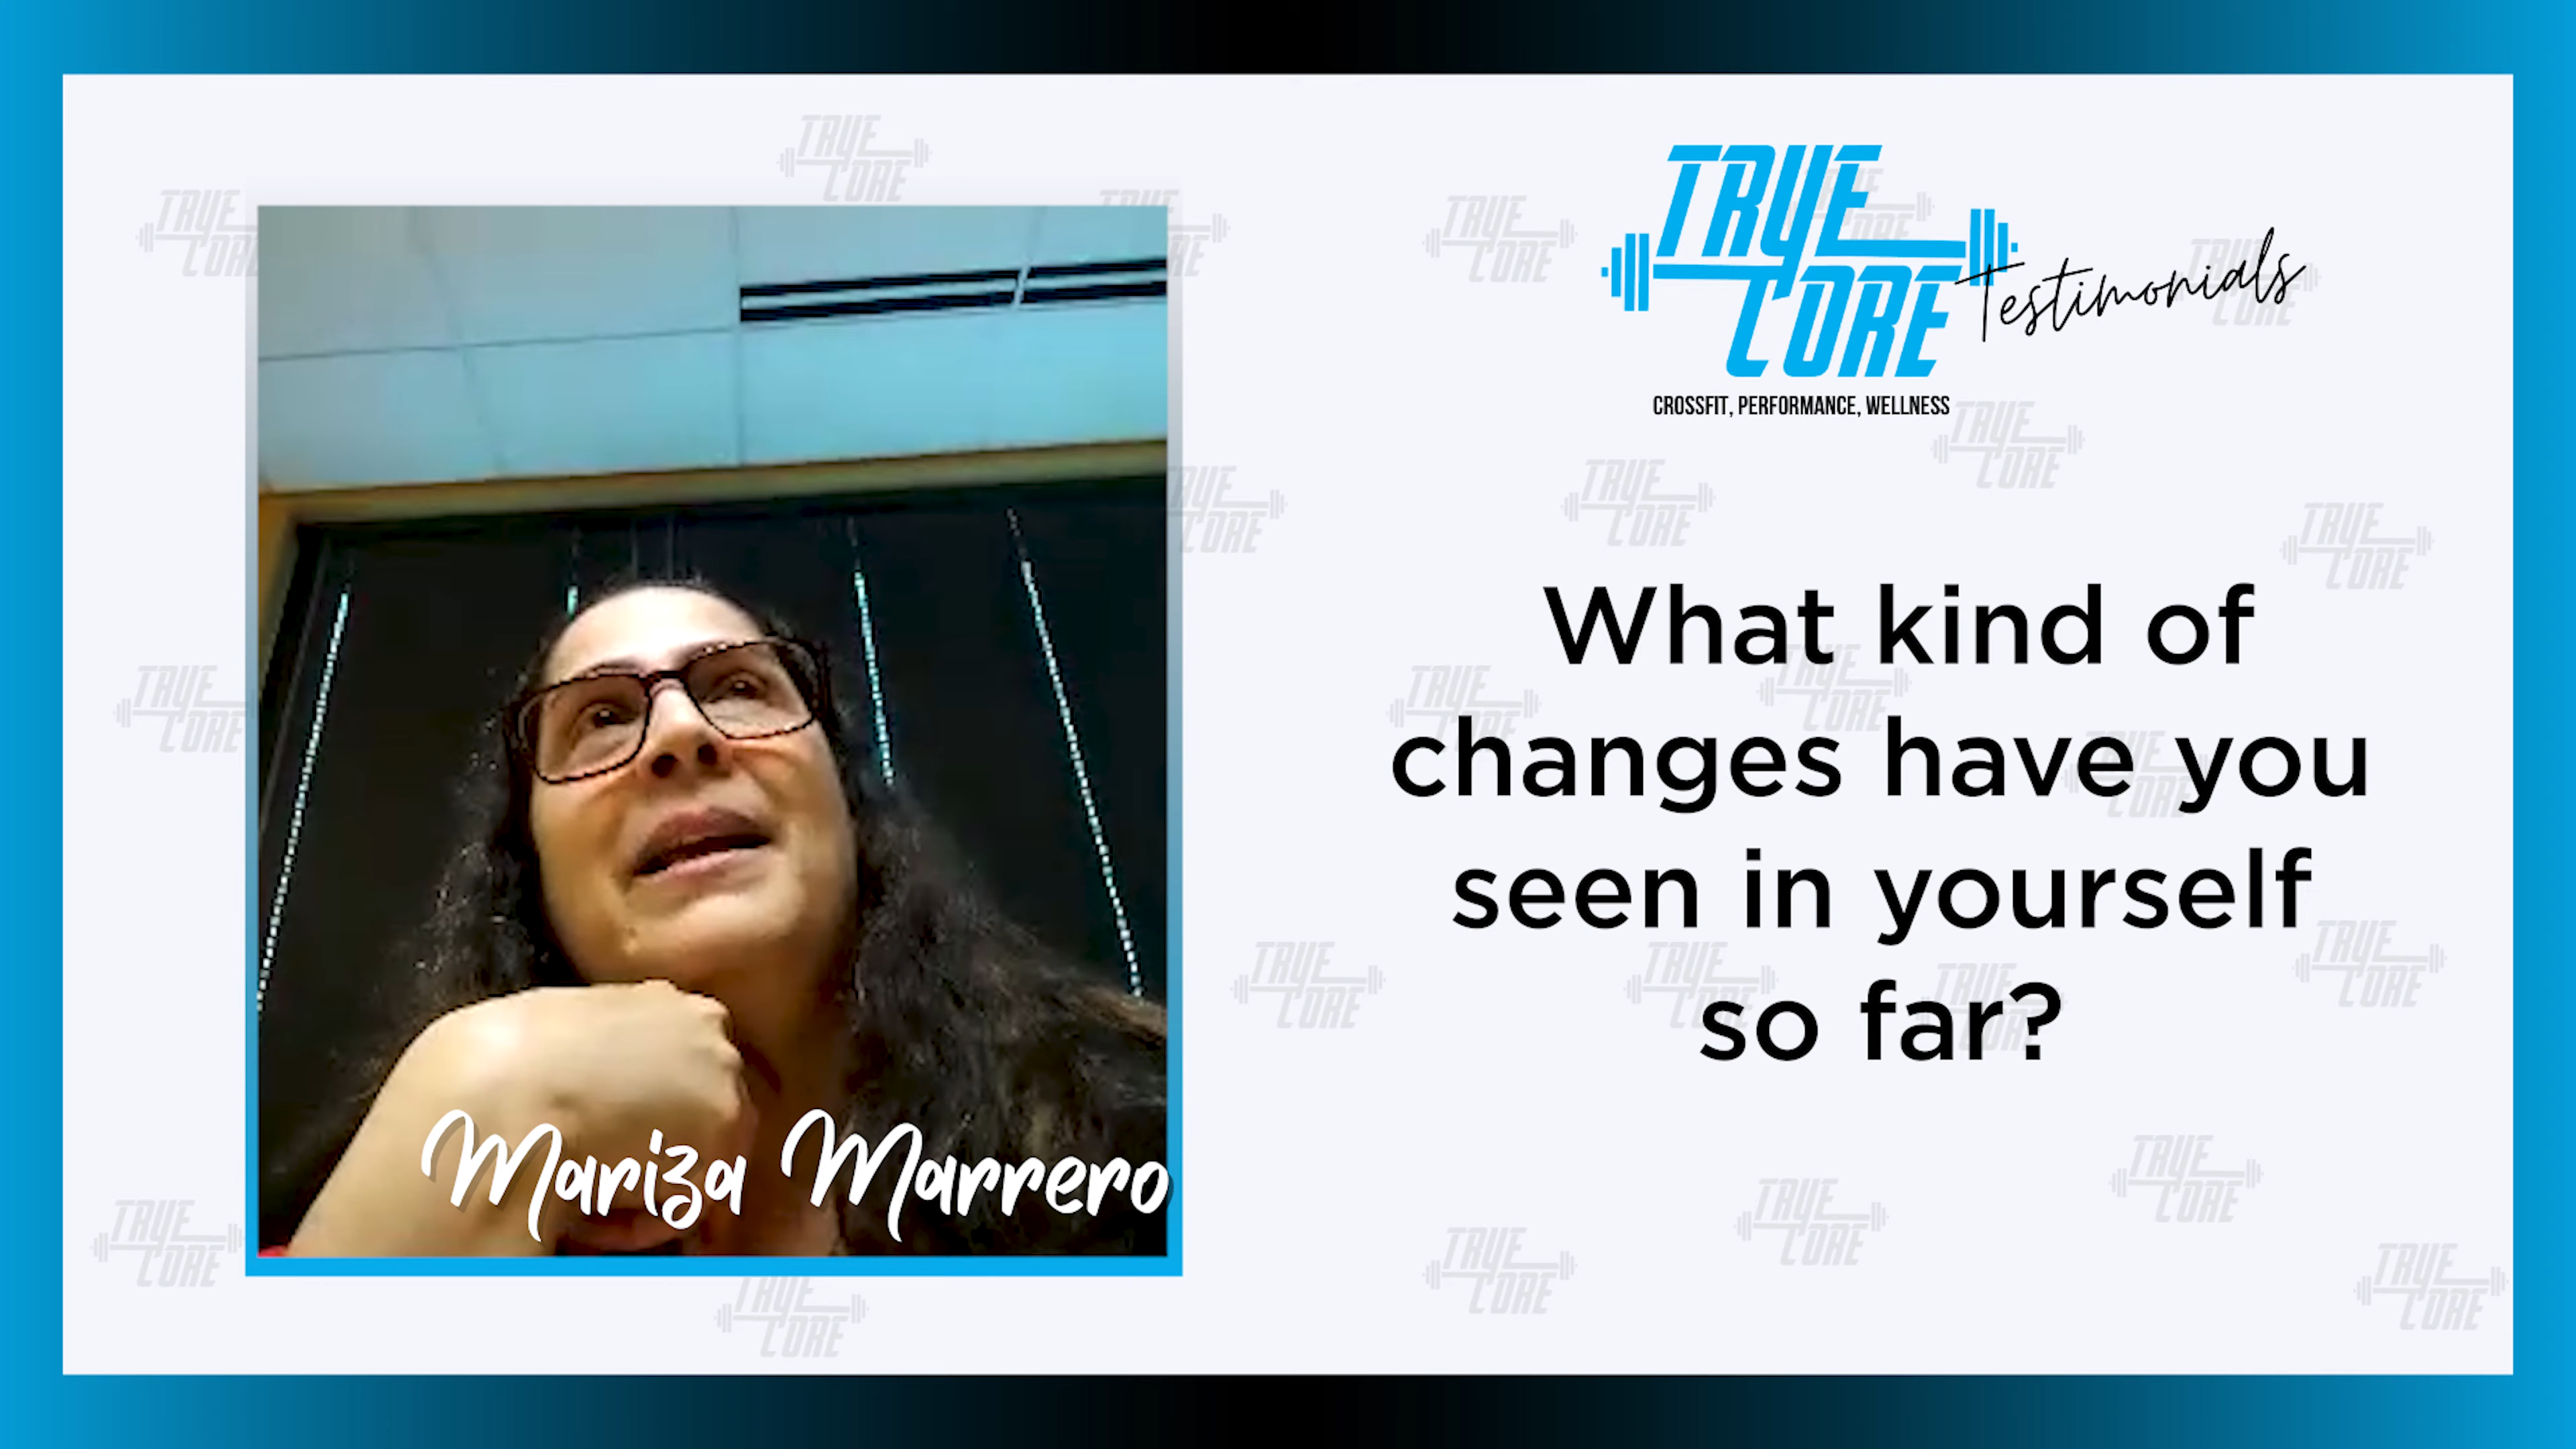 TRUE
CORE
Testimonials
CROSSFIT, PERFORMANCE, WELLNESS
What kind of
changes have you
seen in yourself
so far?
Mariza Marrero